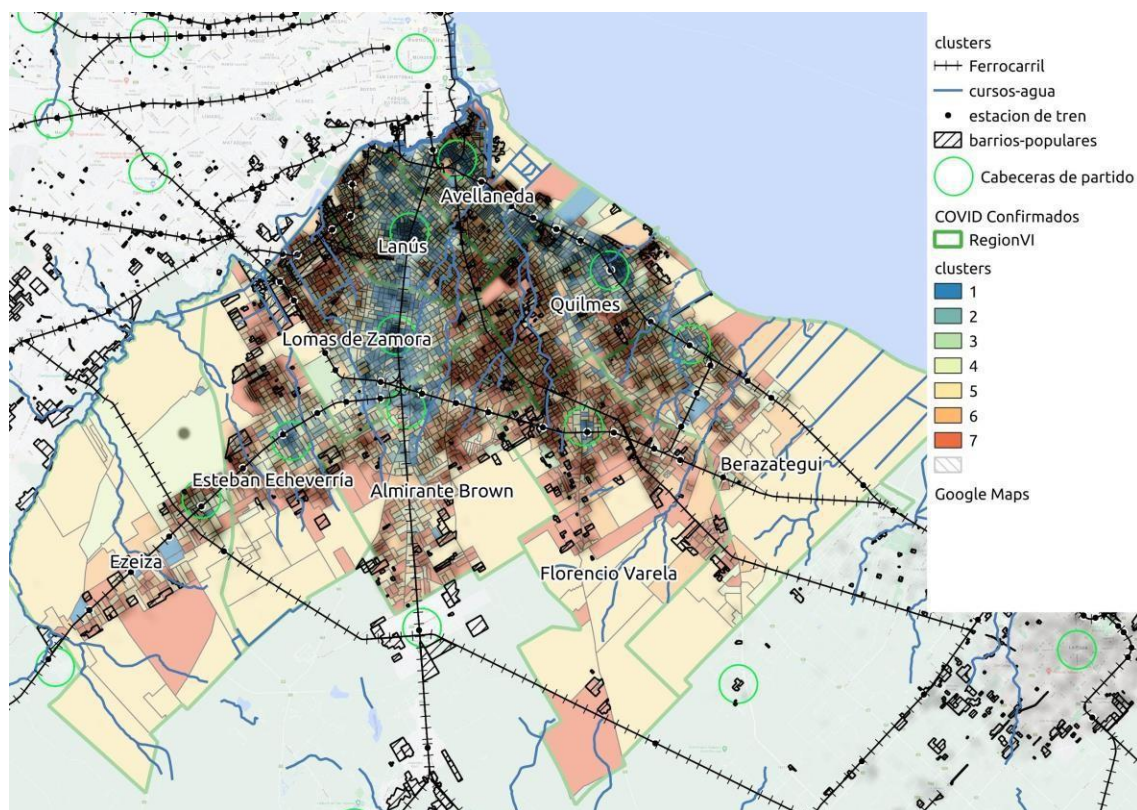 Avellaneda
Lanús
Quilmes
Lomas de Zamora
Esteban Echeverría
Almirante Brown
Berazategui
Ezeiza
Florencio Varela
clusters
Ferrocarril
cursos-agua
estacion de tren
barrios-populares
Cabeceras de partido
COVID Confirmados
RegionVI
clusters
1
2
3
4
5
6
7
Google Maps